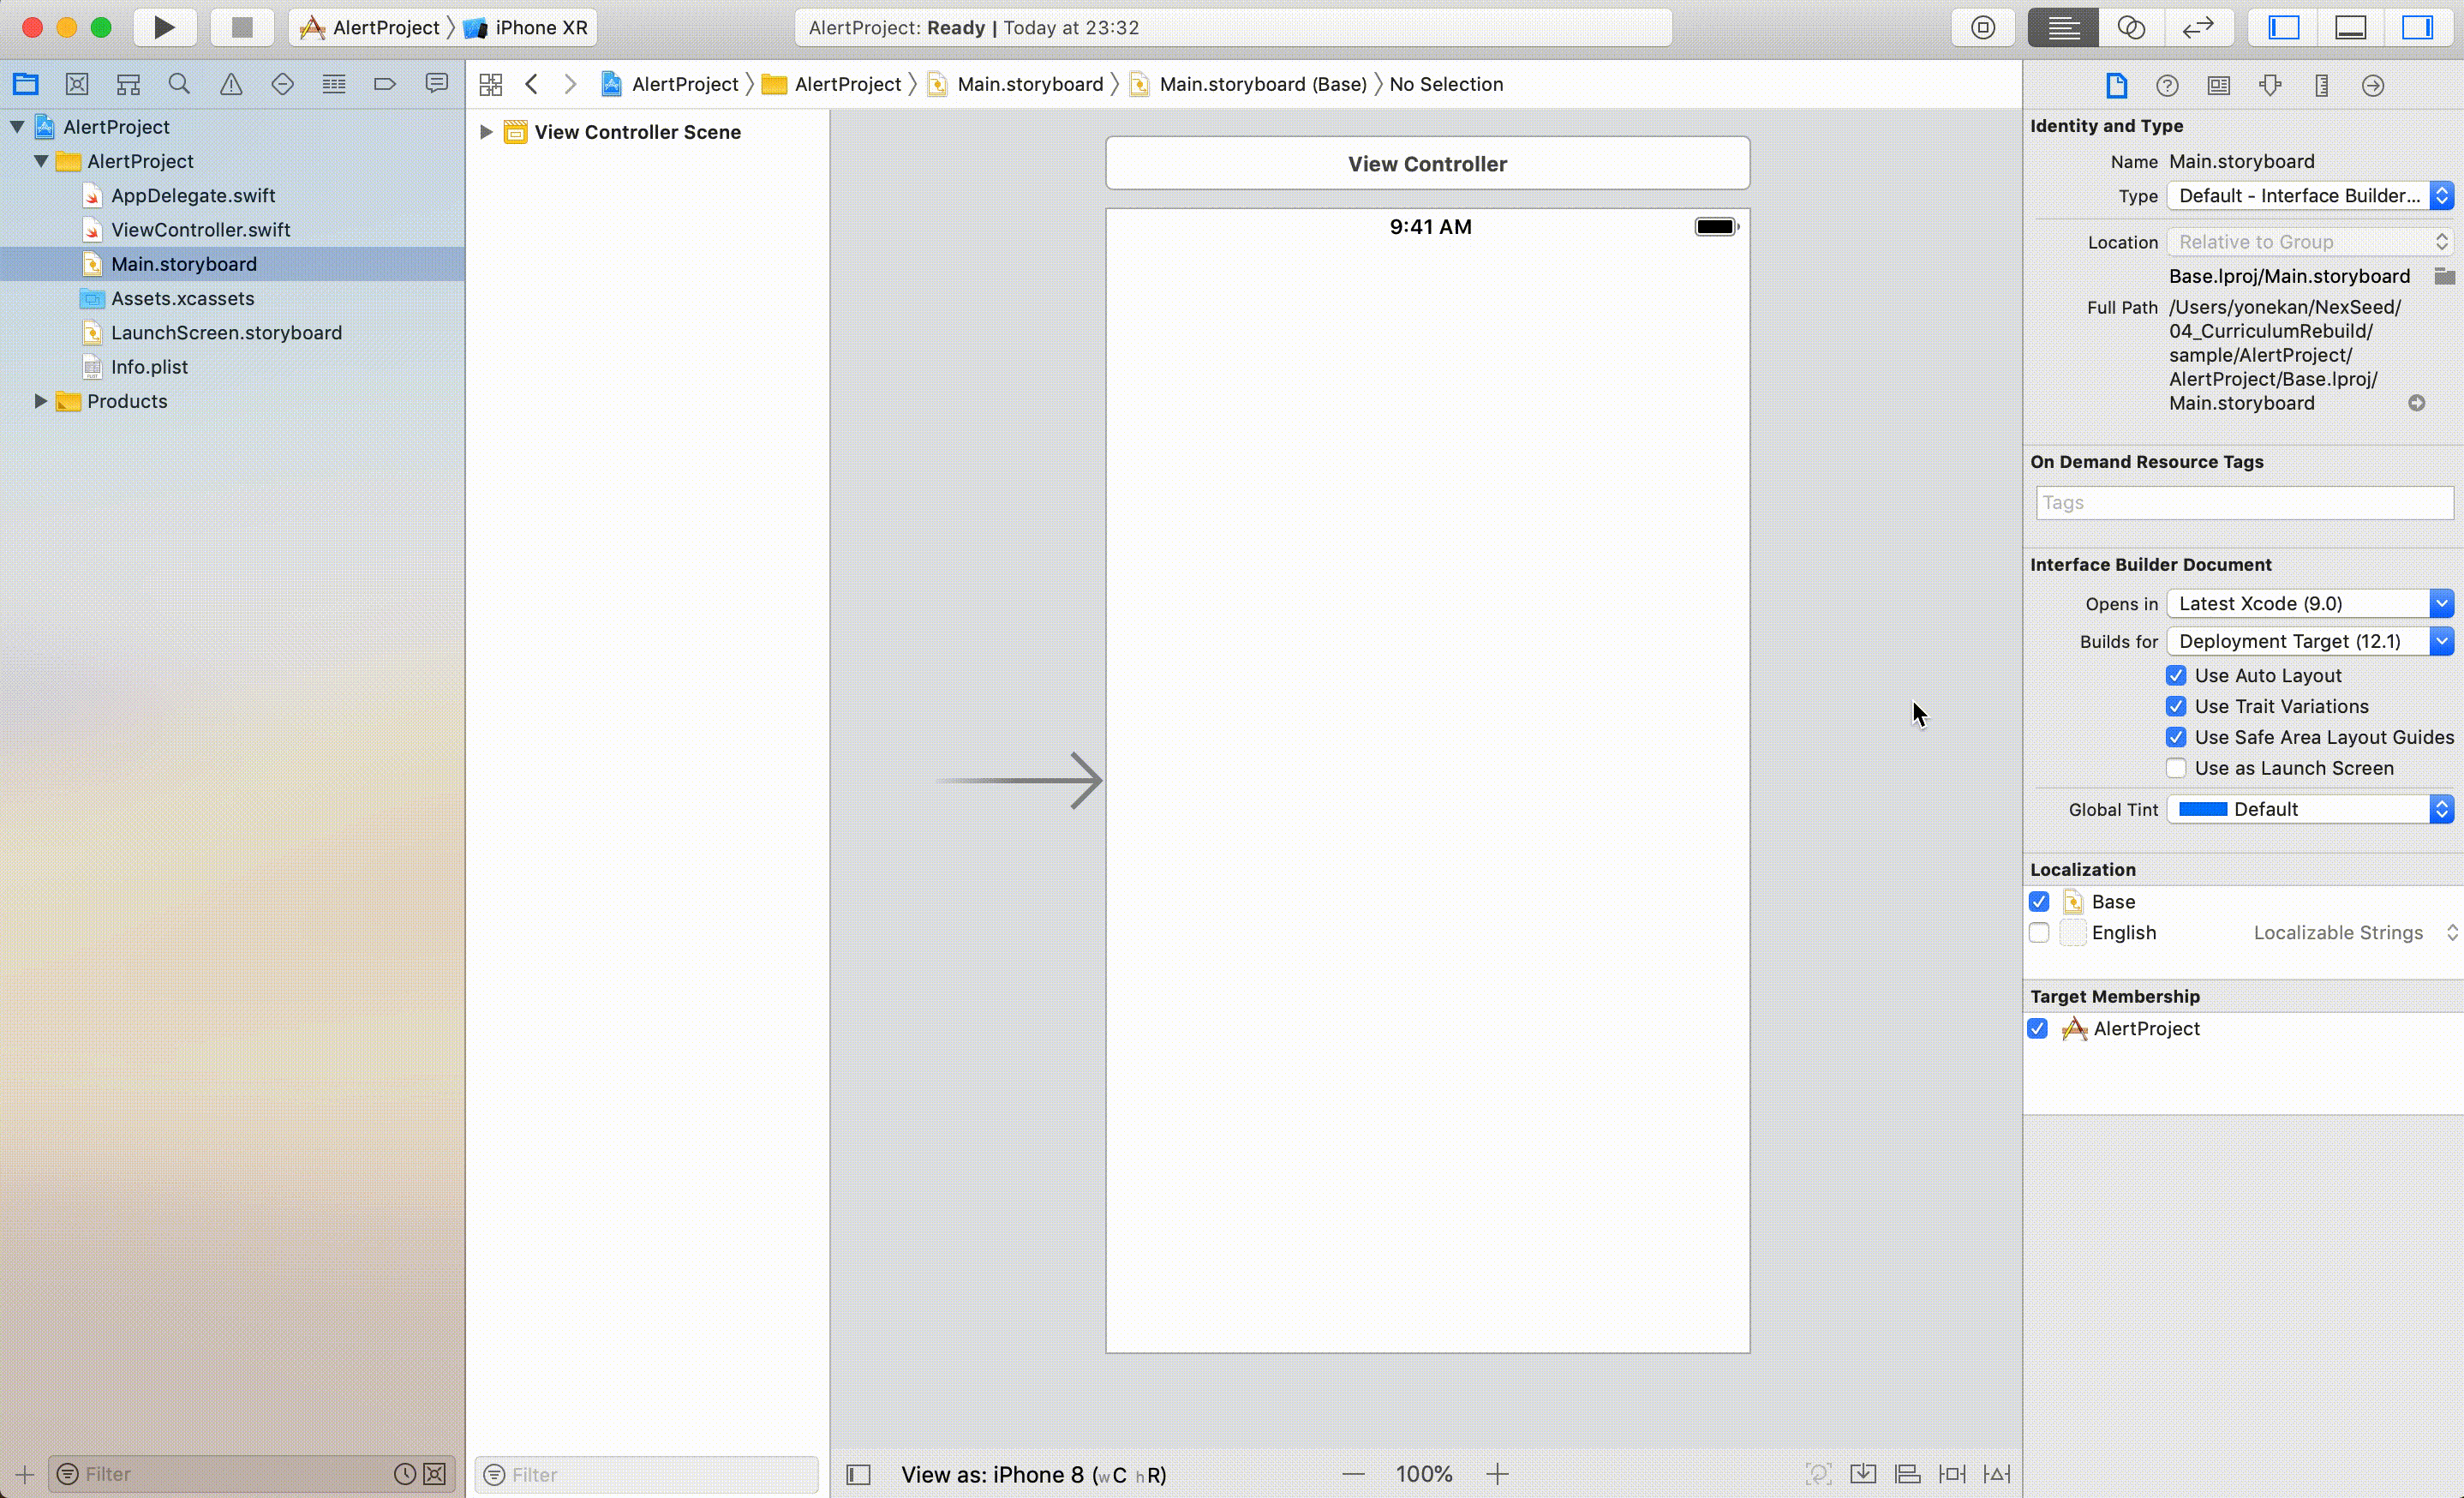 AlertProject 〉 iPhone XR
AlertProject: Ready | Today at 23:32
AlertProject 〉 AlertProject 〉 Main.storyboard 〉 Main.storyboard (Base) 〉 No Selection
AlertProject
AlertProject
AppDelegate.swift
ViewController.swift
Main.storyboard
Assets.xcassets
LaunchScreen.storyboard
Info.plist
Products
Filter
View Controller Scene
Filter
View Controller
9:41 AM
View as: iPhone 8 (wC hR)
100%
Identity and Type
Name Main.storyboard
Type Default - Interface Builder...
Location Relative to Group
Base.lproj/Main.storyboard
Full Path /Users/yonekan/NexSeed/
04_CurriculumRebuild/
sample/AlertProject/
AlertProject/Base.lproj/
Main.storyboard
On Demand Resource Tags
Tags
Interface Builder Document
Opens in Latest Xcode (9.0)
Builds for Deployment Target (12.1)
Use Auto Layout
Use Trait Variations
Use Safe Area Layout Guides
Use as Launch Screen
Global Tint Default
Localization
Base
English Localizable Strings
Target Membership
AlertProject